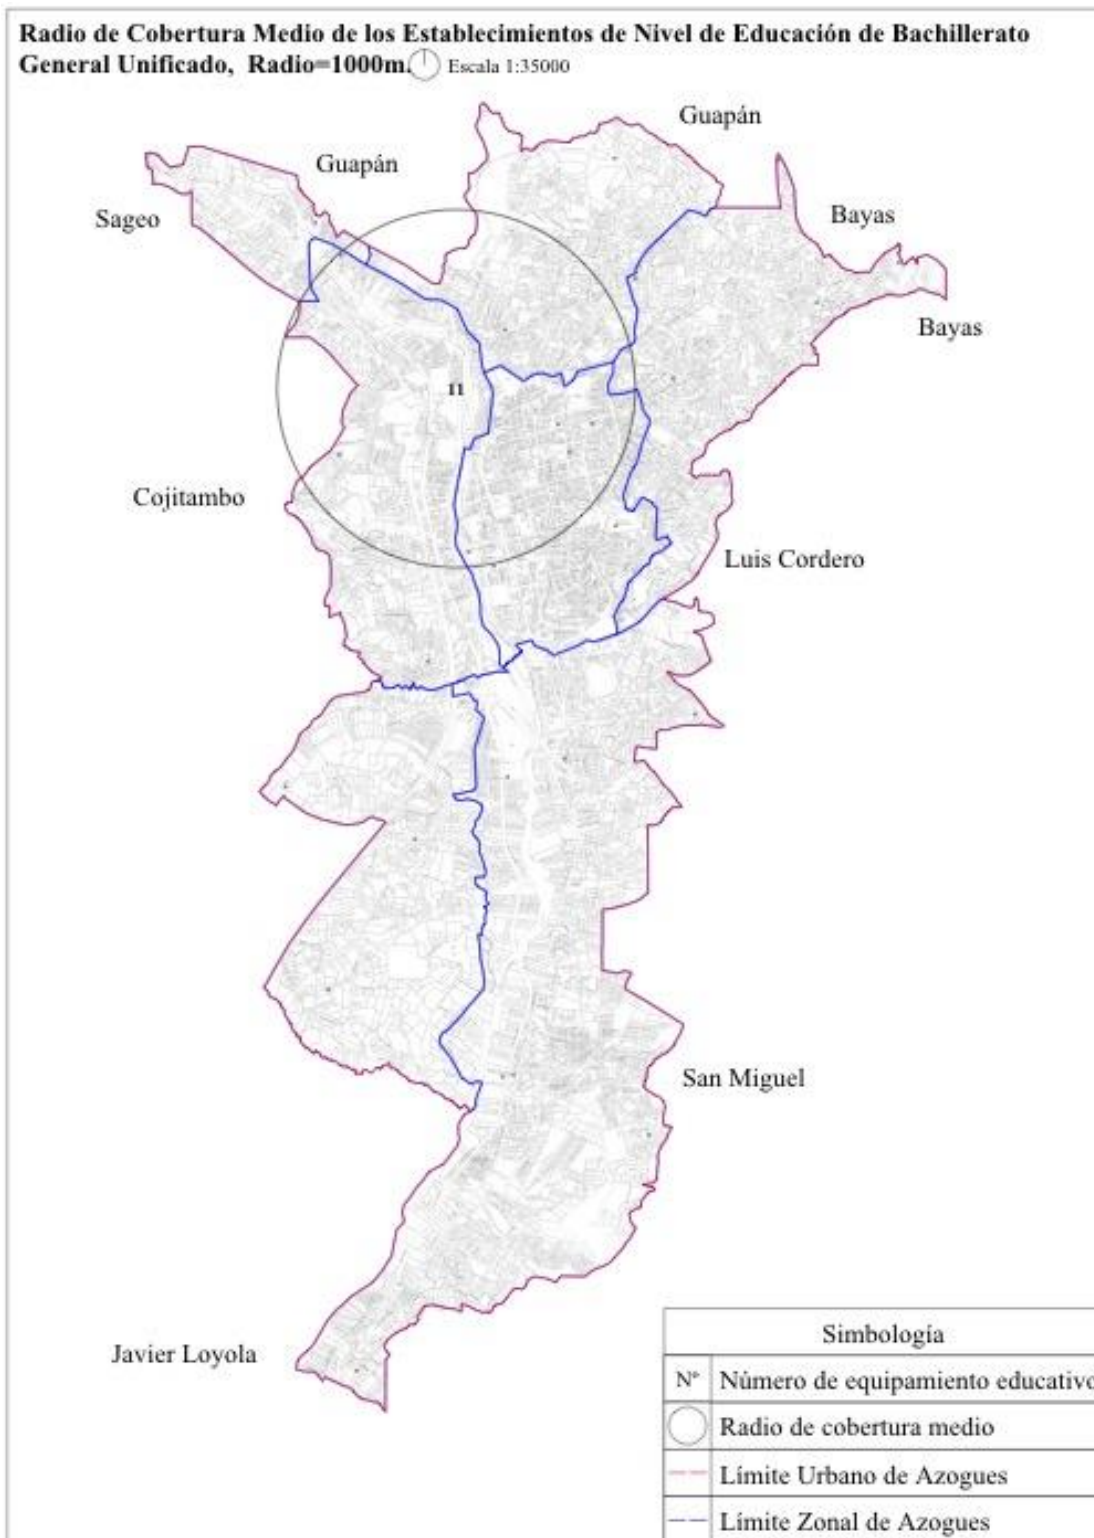 Radio de Cobertura Medio de los Establecimientos de Nivel de Educación de Bachillerato
General Unificado, Radio=1000m. Escala 1:35000
Guapán
Guapán
Sageo
Bayas
Bayas
11
Cojitambo
Luis Cordero
San Miguel
Javier Loyola
Simbología
Nº Número de equipamiento educativo
Radio de cobertura medio
Límite Urbano de Azogues
Límite Zonal de Azogues